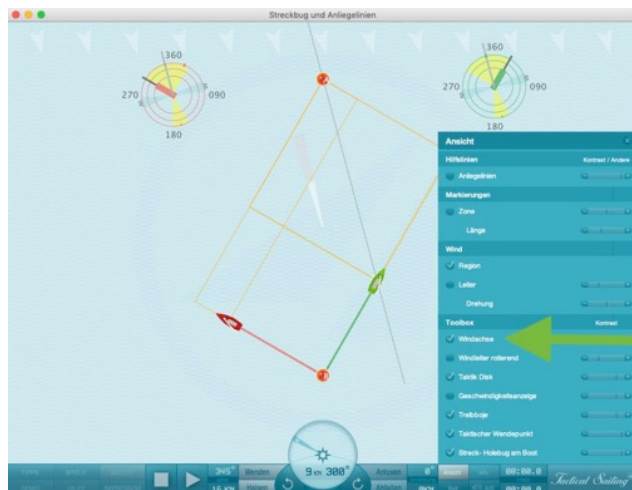 Streckbug und Anliegelinien
360
270
090
180
360
270
090
180
Ansicht
Hilfslinien Kontrast / Andere
Anliegelinien
Markierungen
Zone
Länge
Wind
Region
Leiter
Drehung
Toolbox Kontrast
Windachse
Windleiter rotierend
Taktik Disk
Geschwindigkeitsanzeige
Treibboje
Taktischer Wendepunkt
Streck- Holebug am Boot
345° Wenden 9 KN 300° Anluven 0° 00:00.0
15 KN Halsen Abfallen 00:00.0 Tactical Sailing